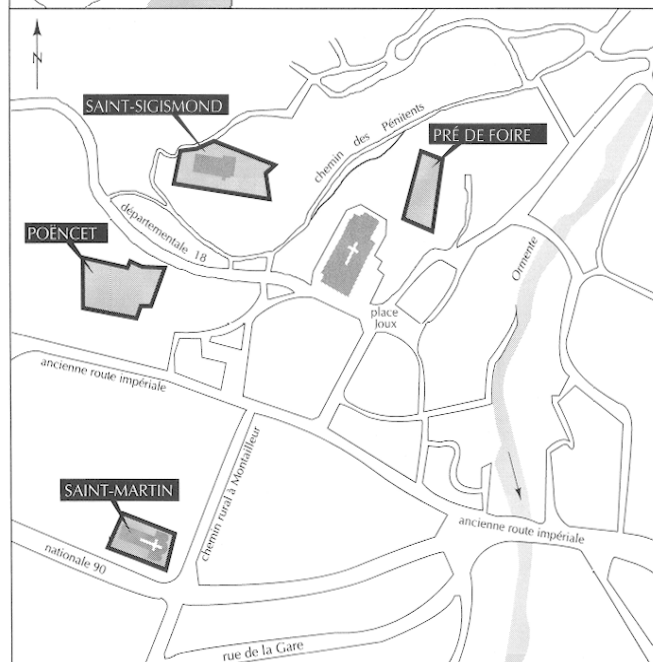 N
SAINT-SIGISMOND
chemin des Pénitents
PRÉ DE FOIRE
départementale 18
POËNCET
Ormente
place
Joux
ancienne route impériale
chemin rural à Montailleur
SAINT-MARTIN
ancienne route impériale
nationale 90
rue de la Gare